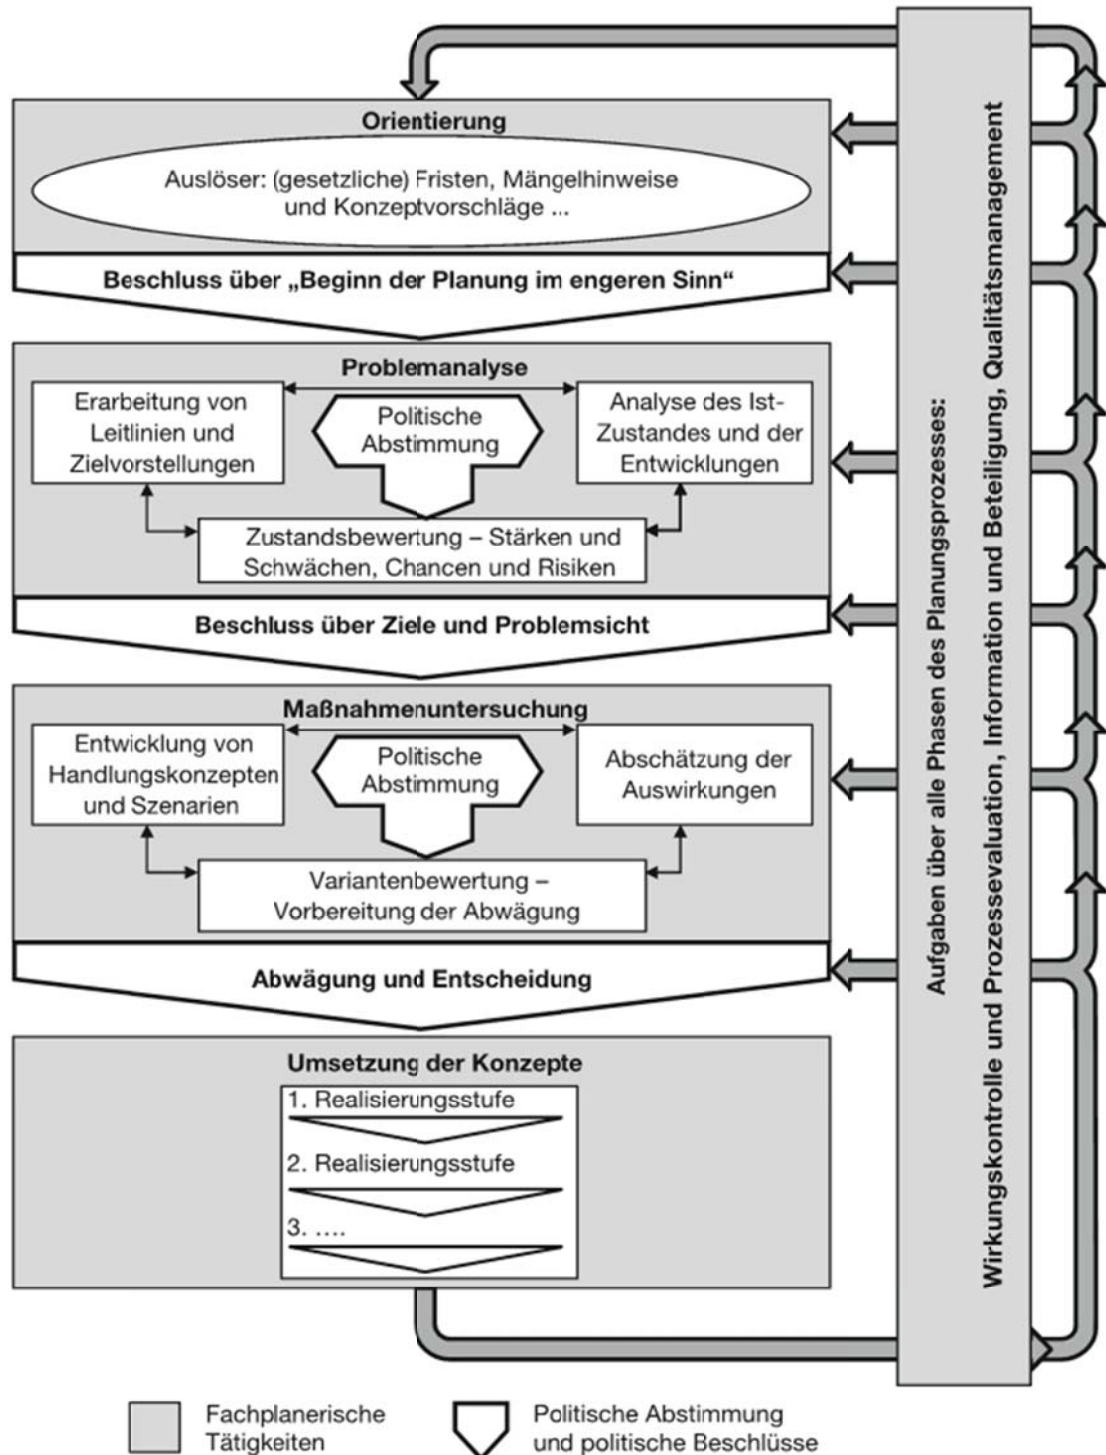 Orientierung
Auslöser: (gesetzliche) Fristen, Mängelhinweise
und Konzeptvorschläge ...
Beschluss über „Beginn der Planung im engeren Sinn“
Problemanalyse
Erarbeitung von
Leitlinien und
Zielvorstellungen
Politische
Abstimmung
Analyse des Ist-
Zustandes und der
Entwicklungen
Zustandsbewertung – Stärken und
Schwächen, Chancen und Risiken
Beschluss über Ziele und Problemsicht
Maßnahmenuntersuchung
Entwicklung von
Handlungskonzepten
und Szenarien
Politische
Abstimmung
Abschätzung der
Auswirkungen
Variantenbewertung –
Vorbereitung der Abwägung
Abwägung und Entscheidung
Umsetzung der Konzepte
1. Realisierungsstufe
2. Realisierungsstufe
3. ....
Aufgaben über alle Phasen des Planungsprozesses:
Wirkungskontrolle und Prozessevaluation, Information und Beteiligung, Qualitätsmanagement
Fachplanerische
Tätigkeiten
Politische Abstimmung
und politische Beschlüsse